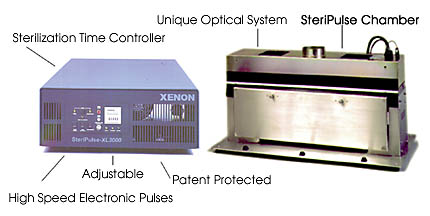 Unique Optical System
SteriPulse Chamber
Sterilization Time Controller
XENON
SteriPulse-XL3000
Adjustable
Patent Protected
High Speed Electronic Pulses